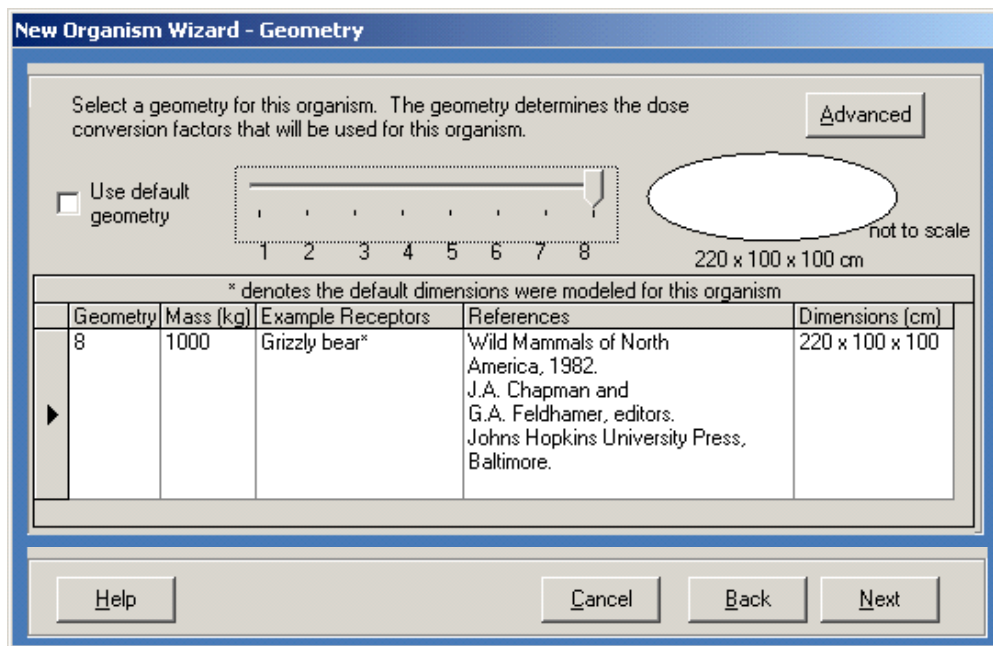 New Organism Wizard - Geometry
Select a geometry for this organism. The geometry determines the dose
conversion factors that will be used for this organism.
Advanced
Use default
geometry
1 2 3 4 5 6 7 8
not to scale
220 x 100 x 100 cm
* denotes the default dimensions were modeled for this organism
Geometry Mass (kg) Example Receptors References Dimensions (cm)
8 1000 Grizzly bear* Wild Mammals of North 220 x 100 x 100
America, 1982.
J.A. Chapman and
G.A. Feldhamer, editors.
Johns Hopkins University Press,
Baltimore.
Help Cancel Back Next